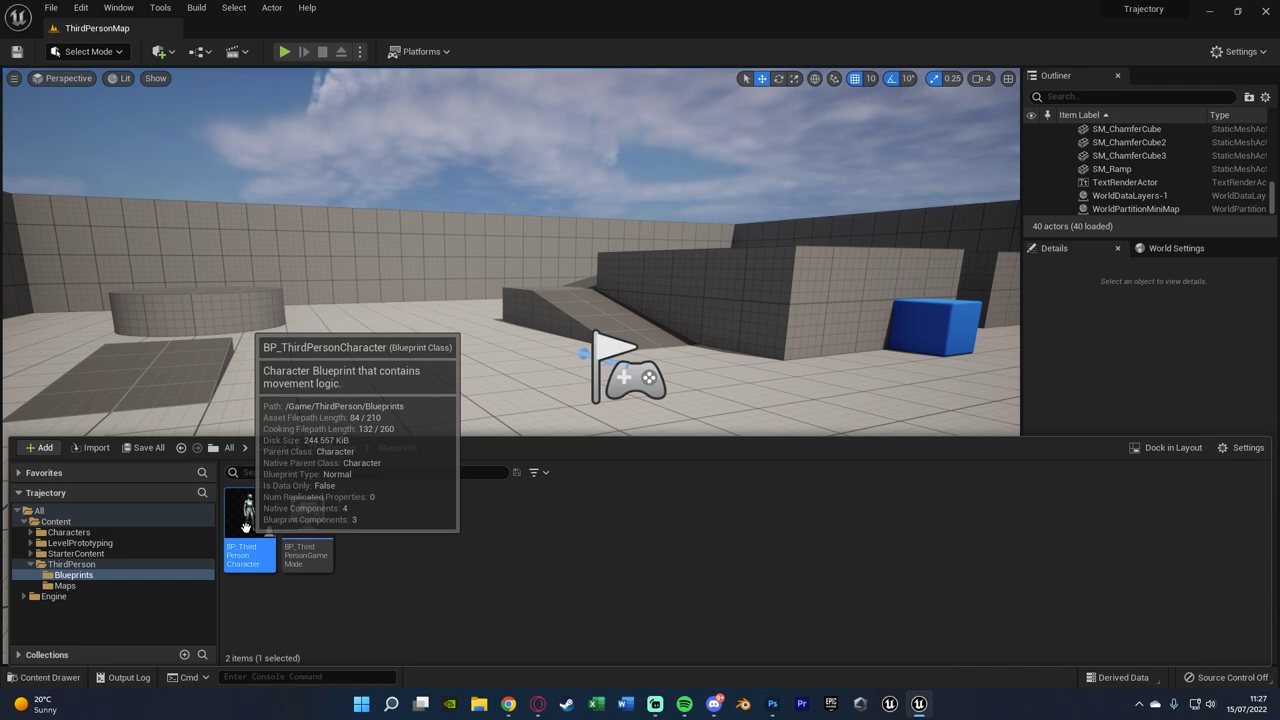 File Edit Window Tools Build Select Actor Help
Trajectory
ThirdPersonMap
Select Mode
Platforms
Settings
Perspective
Lit
Show
10
10°
0.25
4
Outliner
Search...
Item Label
Type
SM_ChamferCube StaticMeshAc
SM_ChamferCube2 StaticMeshAc
SM_ChamferCube3 StaticMeshAc
SM_Ramp StaticMeshAc
TextRenderActor TextRenderAc
WorldDataLayers-1 WorldDataLay
WorldPartitionMiniMap WorldPartition
40 actors (40 loaded)
Details
World Settings
Select an object to view details
BP_ThirdPersonCharacter (Blueprint Class)
Character Blueprint that contains
movement logic.
Path: /Game/ThirdPerson/Blueprints
Asset Filepath Length: 84 / 210
Cooking Filepath Length: 132 / 260
Disk Size: 244.557 KiB
Parent Class: Character
Native Parent Class: Character
Blueprint Type: Normal
Is Data Only: False
Num Replicated Properties: 0
Native Components: 4
Blueprint Components: 3
Add
Import
Save All
All
Blueprints
Dock in Layout
Settings
Favorites
Trajectory
All
Content
Characters
LevelPrototyping
StarterContent
ThirdPerson
Blueprints
Maps
Engine
Collections
BP_Third
Person
Character
BP_Third
PersonGame
Mode
2 items (1 selected)
Content Drawer
Output Log
Cmd
Enter Console Command
Derived Data
Source Control Off
20°C
Sunny
11:27
15/07/2022